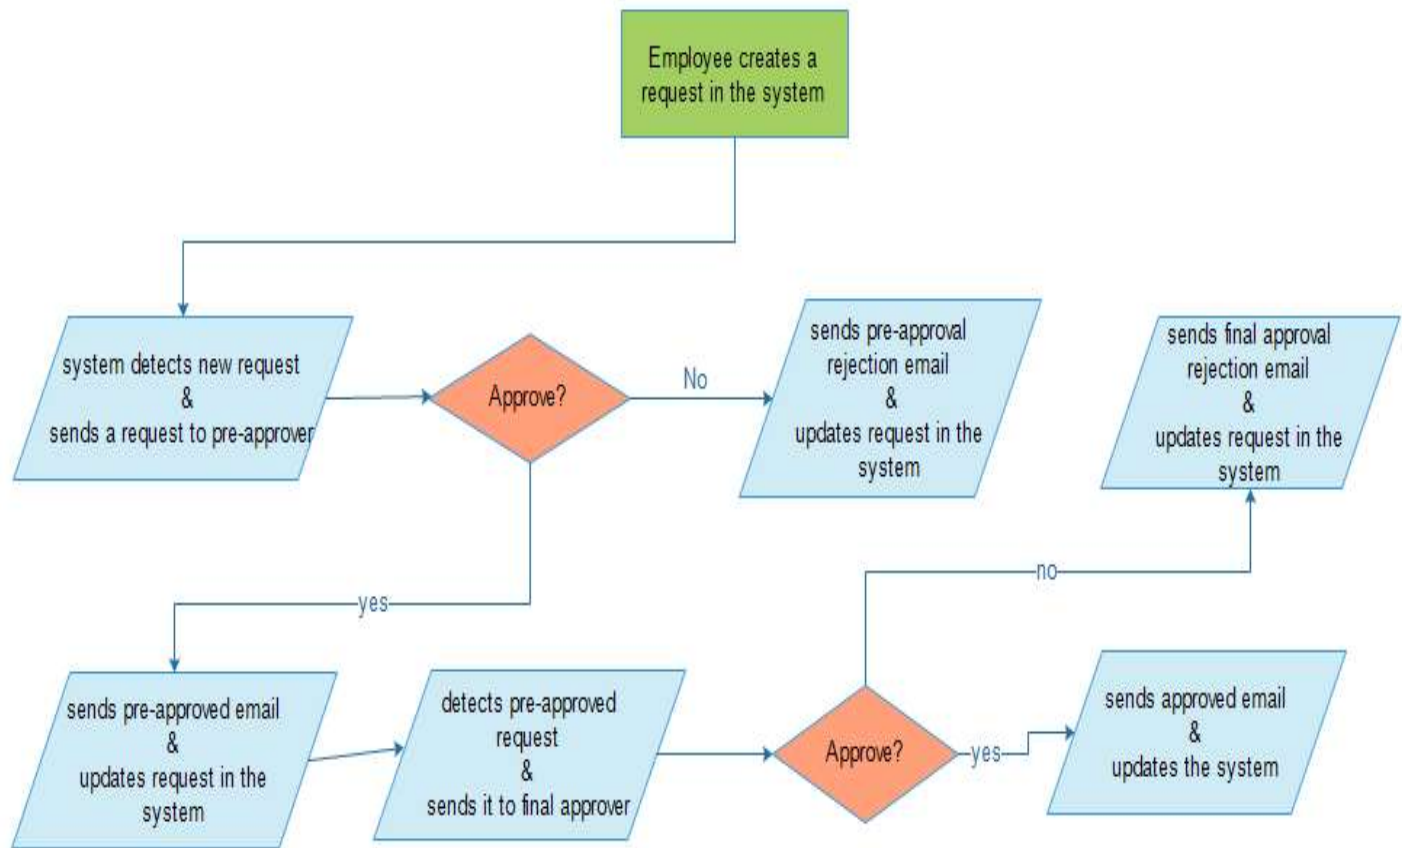 Employee creates a
request in the system
system detects new request
&
sends a request to pre-approver
Approve?
No
sends pre-approval
rejection email
&
updates request in the
system
sends final approval
rejection email
&
updates request in the
system
yes
no
sends pre-approved email
&
updates request in the
system
detects pre-approved
request
&
sends it to final approver
Approve?
yes
sends approved email
&
updates the system